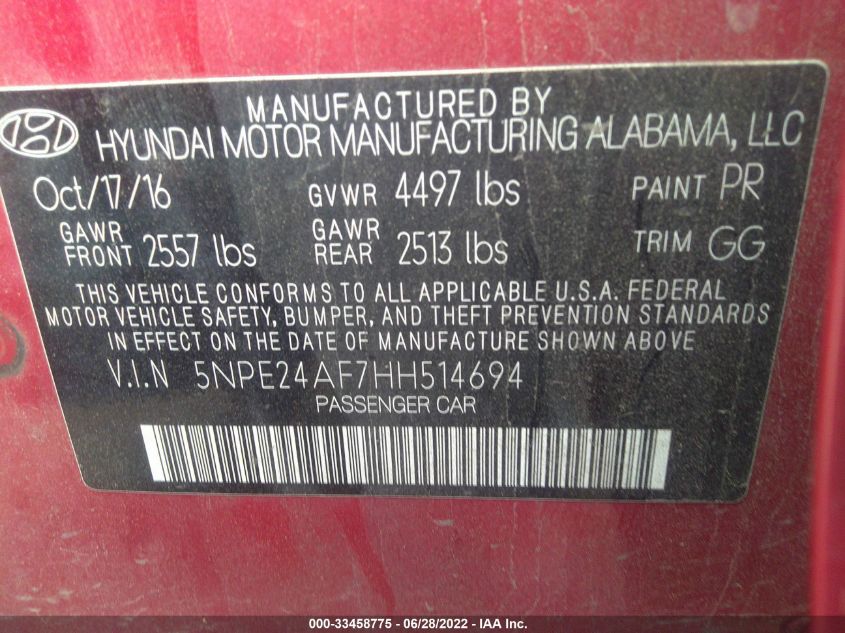 MANUFACTURED BY
HYUNDAI MOTOR MANUFACTURING ALABAMA, LLC
Oct/17/16 GVWR 4497 lbs PAINT PR
GAWR FRONT 2557 lbs GAWR REAR 2513 lbs TRIM GG
THIS VEHICLE CONFORMS TO ALL APPLICABLE U.S.A. FEDERAL
MOTOR VEHICLE SAFETY, BUMPER, AND THEFT PREVENTION STANDARDS
IN EFFECT ON THE DATE OF MANUFACTURE SHOWN ABOVE
V.I.N 5NPE24AF7HH514694
PASSENGER CAR
000-33458775 - 06/28/2022 - IAA Inc.